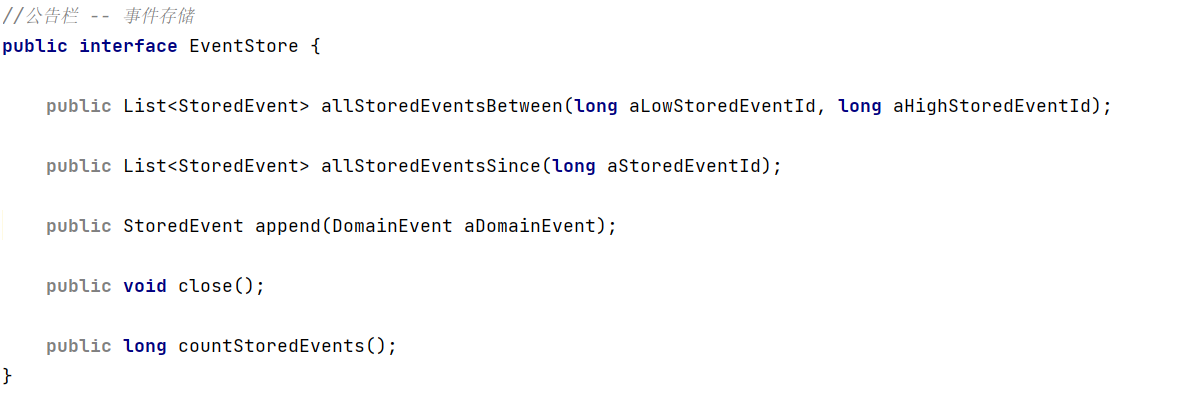 //公告栏 -- 事件存储
public interface EventStore {
public List<StoredEvent> allStoredEventsBetween(long aLowStoredEventId, long aHighStoredEventId);
public List<StoredEvent> allStoredEventsSince(long aStoredEventId);
public StoredEvent append(DomainEvent aDomainEvent);
public void close();
public long countStoredEvents();
}